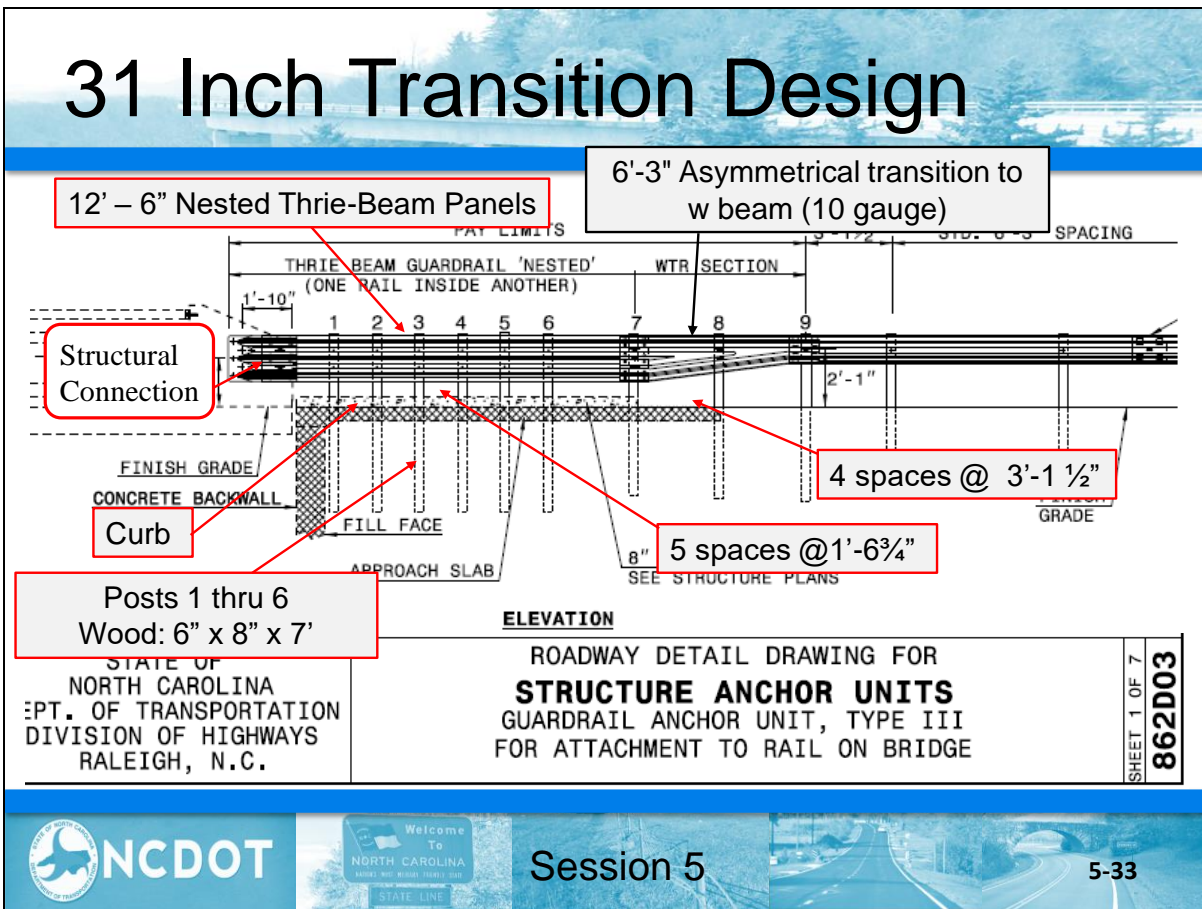 31 Inch Transition Design
12' – 6" Nested Thrie-Beam Panels
6'-3" Asymmetrical transition to
w beam (10 gauge)
PAY LIMITS
3'-1½"
STD. 6'-3" SPACING
THRIE BEAM GUARDRAIL 'NESTED'
(ONE RAIL INSIDE ANOTHER)
WTR SECTION
1'-10"
1 2 3 4 5 6 7 8 9
Structural
Connection
2'-1"
4 spaces @ 3'-1 ½"
FINISH GRADE
CONCRETE BACKWALL
FINISH
GRADE
Curb
FILL FACE
5 spaces @1'-6¾"
APPROACH SLAB
8"
SEE STRUCTURE PLANS
Posts 1 thru 6
Wood: 6" x 8" x 7'
ELEVATION
STATE OF
NORTH CAROLINA
EPT. OF TRANSPORTATION
DIVISION OF HIGHWAYS
RALEIGH, N.C.
ROADWAY DETAIL DRAWING FOR
STRUCTURE ANCHOR UNITS
GUARDRAIL ANCHOR UNIT, TYPE III
FOR ATTACHMENT TO RAIL ON BRIDGE
SHEET 1 OF 7
862D03
NCDOT
Welcome
To
NORTH CAROLINA
STATE LINE
Session 5
5-33